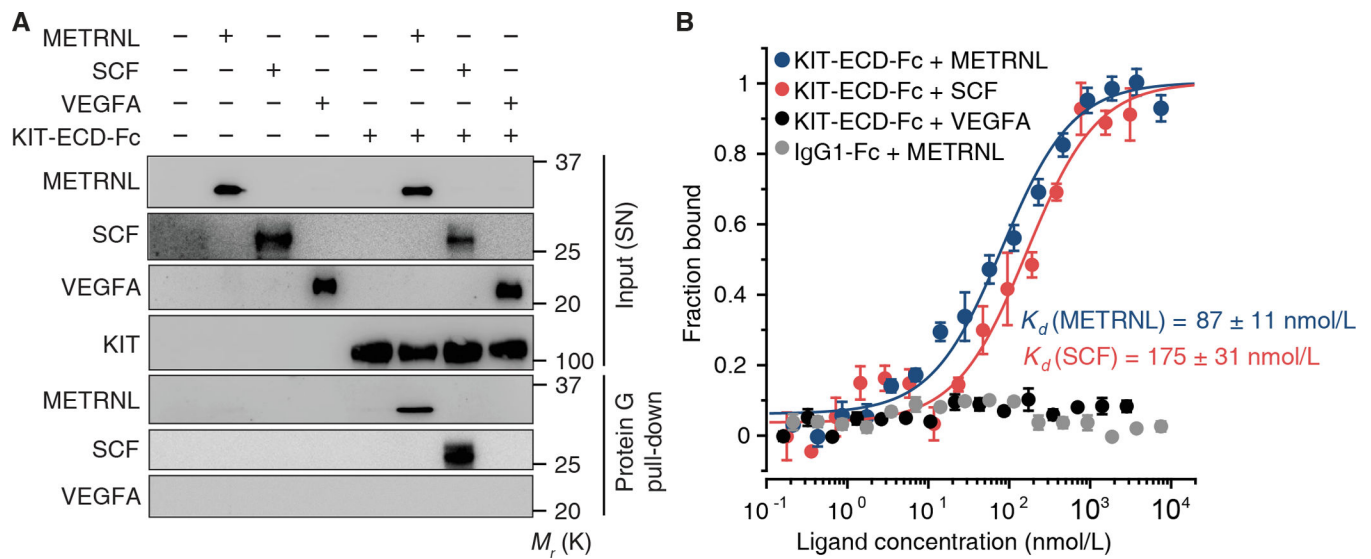 A
METRNL – + – – – + – –
SCF – – + – – – + –
VEGFA – – – + – – – +
KIT-ECD-Fc – – – – + + + +
METRNL
37
SCF
25
VEGFA
20
KIT
100
Input (SN)
METRNL
37
SCF
25
VEGFA
20
Protein G
pull-down
Mr (K)
B
KIT-ECD-Fc + METRNL
KIT-ECD-Fc + SCF
KIT-ECD-Fc + VEGFA
IgG1-Fc + METRNL
Fraction bound
1
0.8
0.6
0.4
0.2
0
Kd (METRNL) = 87 ± 11 nmol/L
Kd (SCF) = 175 ± 31 nmol/L
10⁻¹ 10⁰ 10¹ 10² 10³ 10⁴
Ligand concentration (nmol/L)